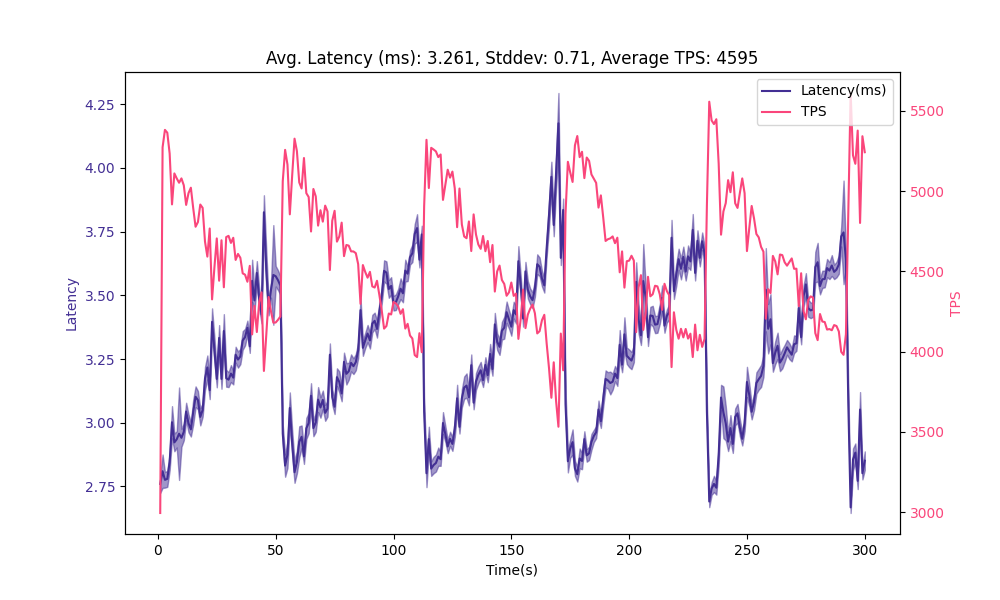 Avg. Latency (ms): 3.261, Stddev: 0.71, Average TPS: 4595
Latency(ms)
TPS
4.25
4.00
3.75
3.50
3.25
3.00
2.75
Latency
5500
5000
4500
4000
3500
3000
TPS
0 50 100 150 200 250 300
Time(s)